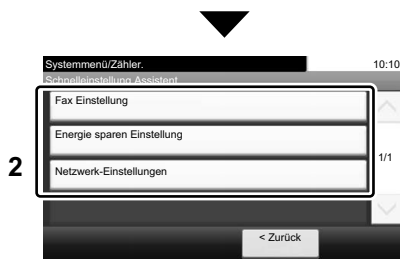 Systemmenü/Zähler. 10:10
Schnelleinstellung Assistent
Fax Einstellung
Energie sparen Einstellung
1/1
2
Netzwerk-Einstellungen
< Zurück